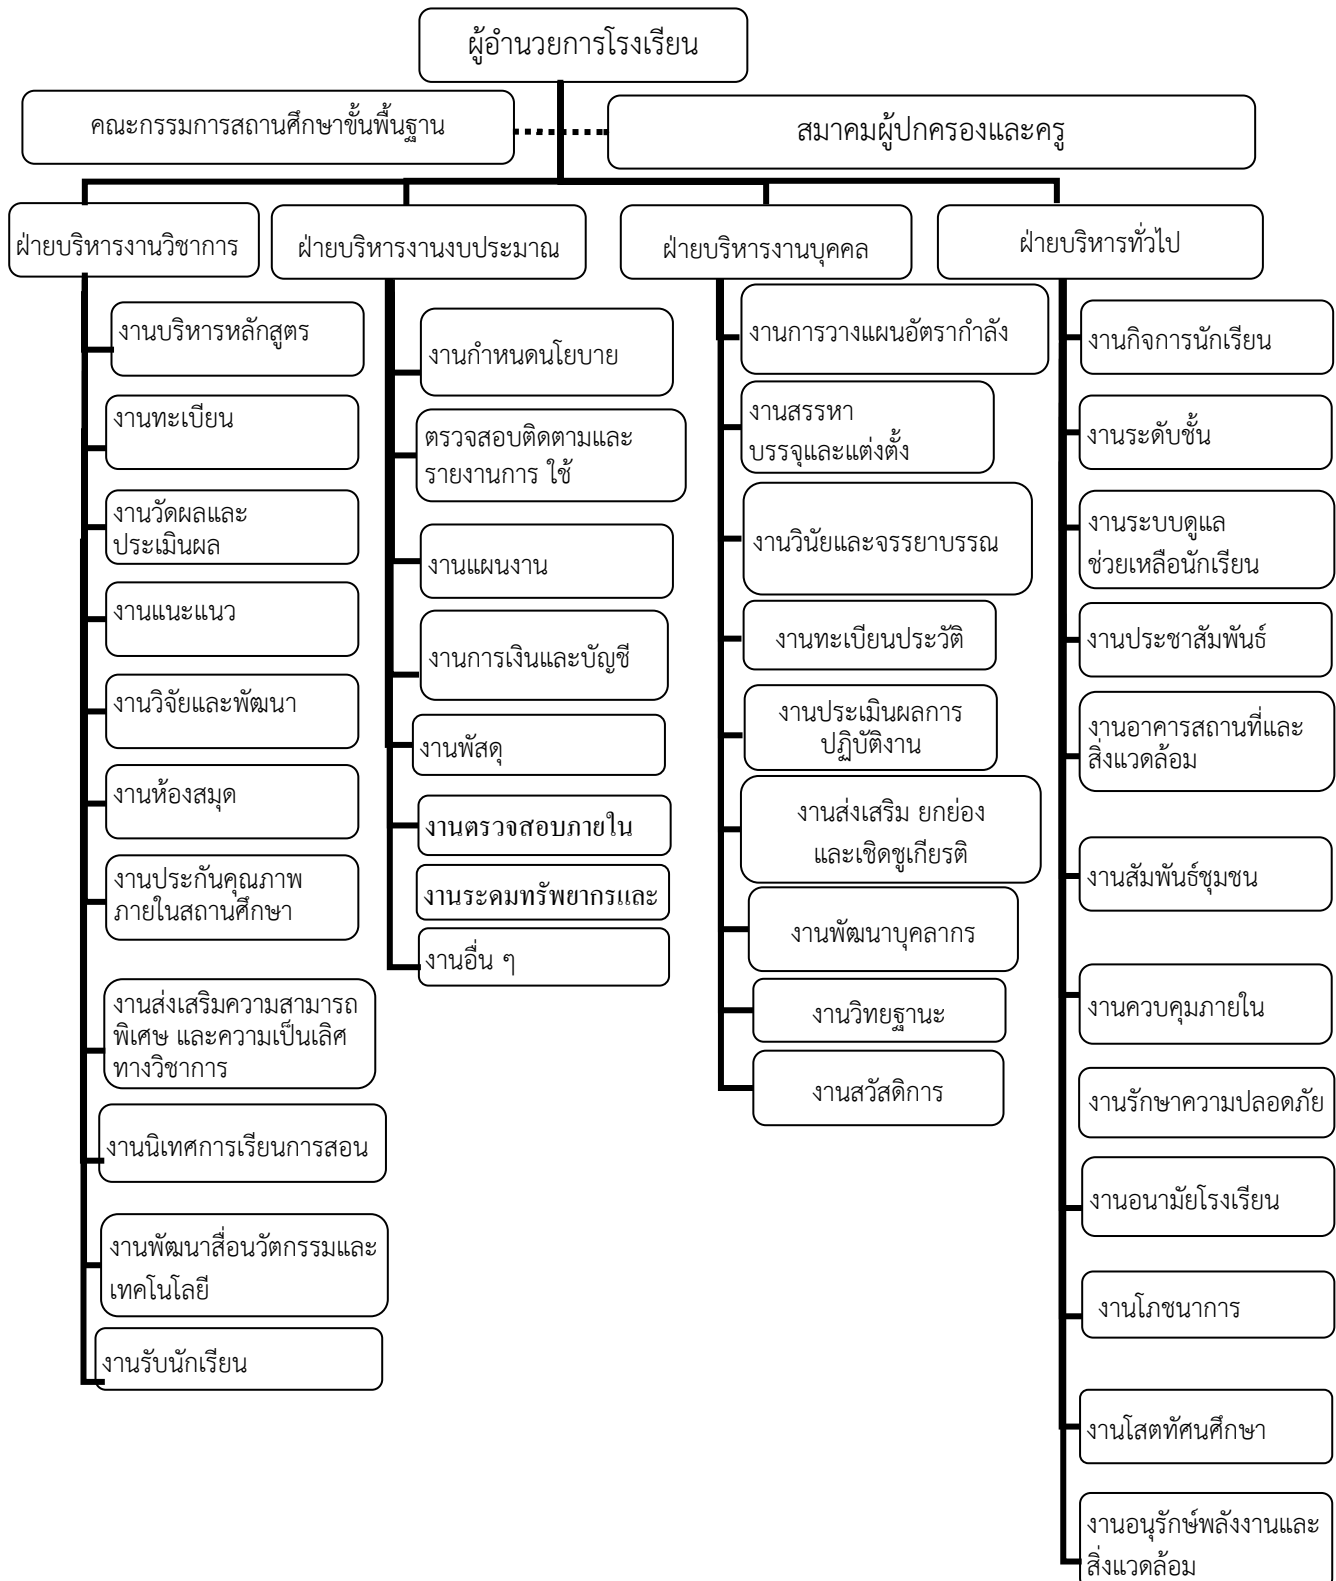 ผู้อำนวยการโรงเรียน
คณะกรรมการสถานศึกษาขั้นพื้นฐาน
สมาคมผู้ปกครองและครู
ฝ่ายบริหารงานวิชาการ
ฝ่ายบริหารงานงบประมาณ
ฝ่ายบริหารงานบุคคล
ฝ่ายบริหารทั่วไป
งานบริหารหลักสูตร
งานทะเบียน
งานวัดผลและ
ประเมินผล
งานแนะแนว
งานวิจัยและพัฒนา
งานห้องสมุด
งานประกันคุณภาพ
ภายในสถานศึกษา
งานส่งเสริมความสามารถ
พิเศษ และความเป็นเลิศ
ทางวิชาการ
งานนิเทศการเรียนการสอน
งานพัฒนาสื่อนวัตกรรมและ
เทคโนโลยี
งานรับนักเรียน
งานกำหนดนโยบาย
ตรวจสอบติดตามและ
รายงานการ ใช้
งานแผนงาน
งานการเงินและบัญชี
งานพัสดุ
งานตรวจสอบภายใน
งานระดมทรัพยากรและ
งานอื่น ๆ
งานการวางแผนอัตรากำลัง
งานสรรหา
บรรจุและแต่งตั้ง
งานวินัยและจรรยาบรรณ
งานทะเบียนประวัติ
งานประเมินผลการ
ปฏิบัติงาน
งานส่งเสริม ยกย่อง
และเชิดชูเกียรติ
งานพัฒนาบุคลากร
งานวิทยฐานะ
งานสวัสดิการ
งานกิจการนักเรียน
งานระดับชั้น
งานระบบดูแล
ช่วยเหลือนักเรียน
งานประชาสัมพันธ์
งานอาคารสถานที่และ
สิ่งแวดล้อม
งานสัมพันธ์ชุมชน
งานควบคุมภายใน
งานรักษาความปลอดภัย
งานอนามัยโรงเรียน
งานโภชนาการ
งานโสตทัศนศึกษา
งานอนุรักษ์พลังงานและ
สิ่งแวดล้อม